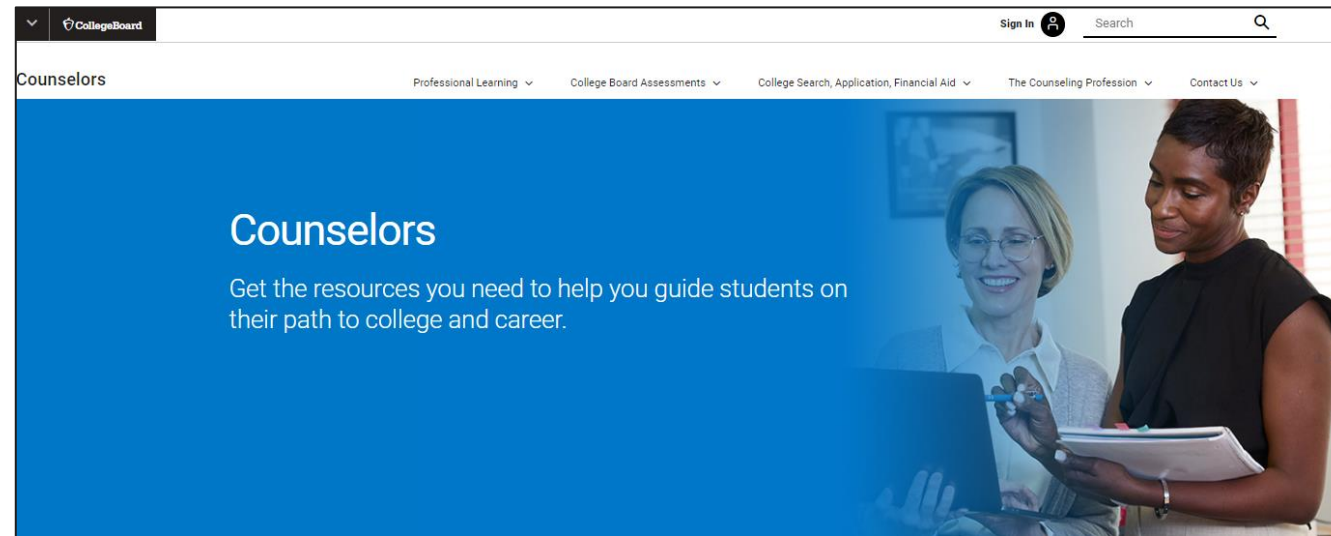 CollegeBoard
Sign In
Search
Counselors
Professional Learning
College Board Assessments
College Search, Application, Financial Aid
The Counseling Profession
Contact Us
Counselors
Get the resources you need to help you guide students on
their path to college and career.